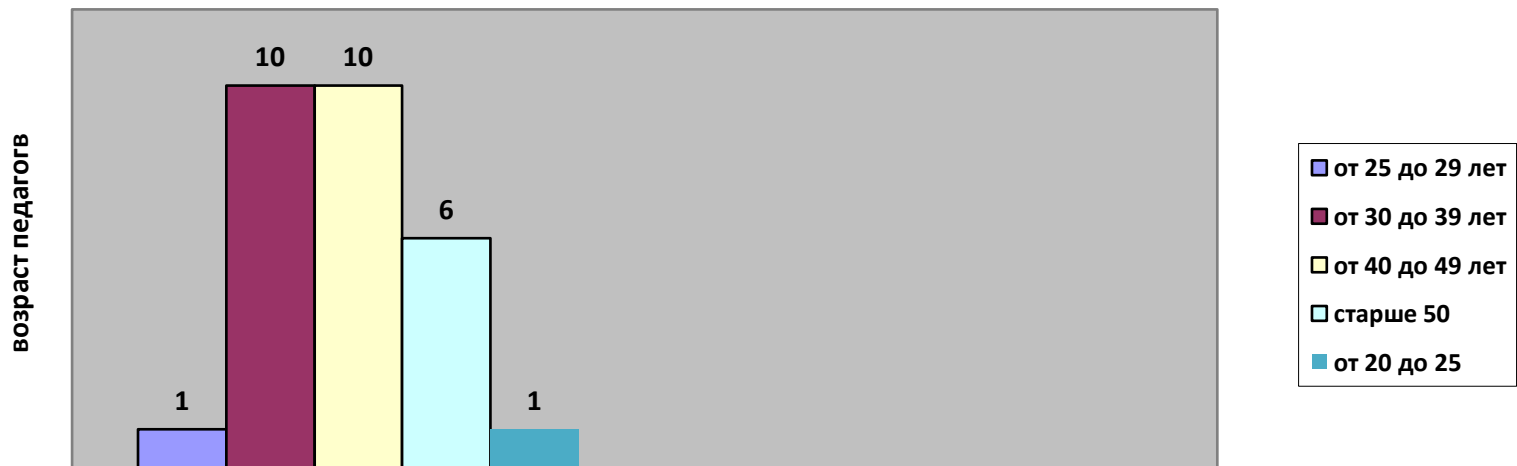 10 10
6
1 1
возраст педагогв
от 25 до 29 лет
от 30 до 39 лет
от 40 до 49 лет
старше 50
от 20 до 25